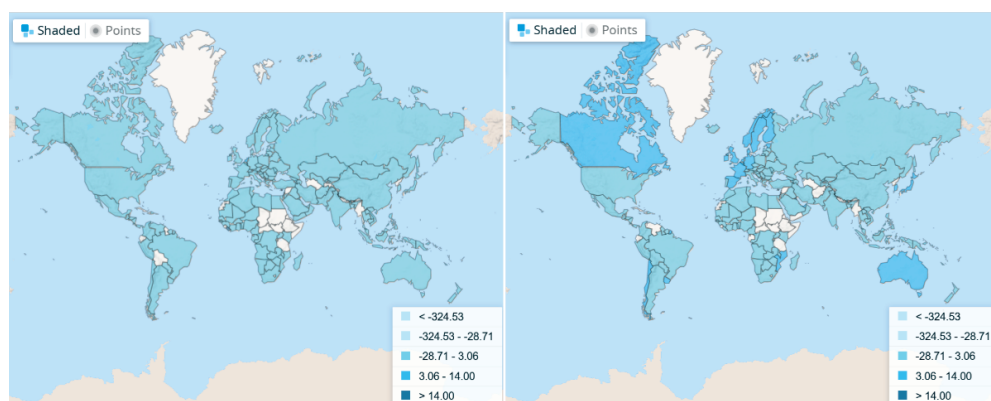 Shaded Points
< -324.53
-324.53 - -28.71
-28.71 - 3.06
3.06 - 14.00
> 14.00
Shaded Points
< -324.53
-324.53 - -28.71
-28.71 - 3.06
3.06 - 14.00
> 14.00